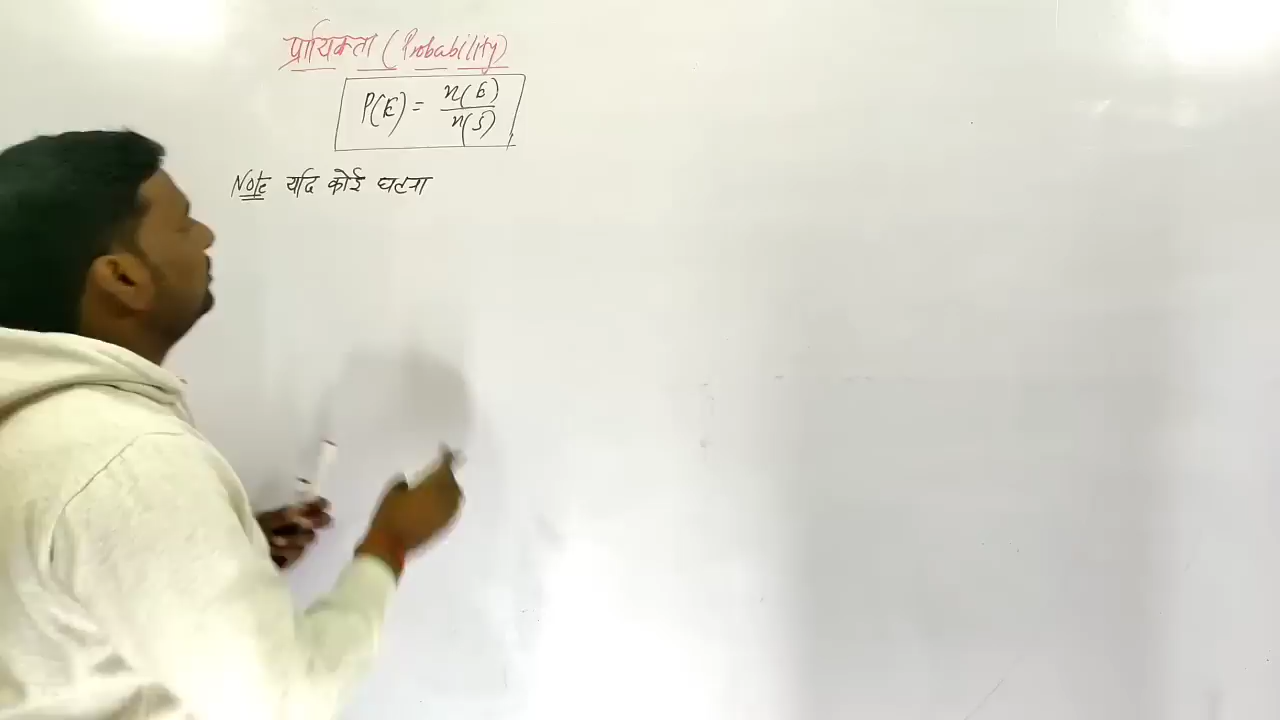 प्रायिकता (Probability)
P(E) = n(E)/n(S)
Note यदि कोई घटना